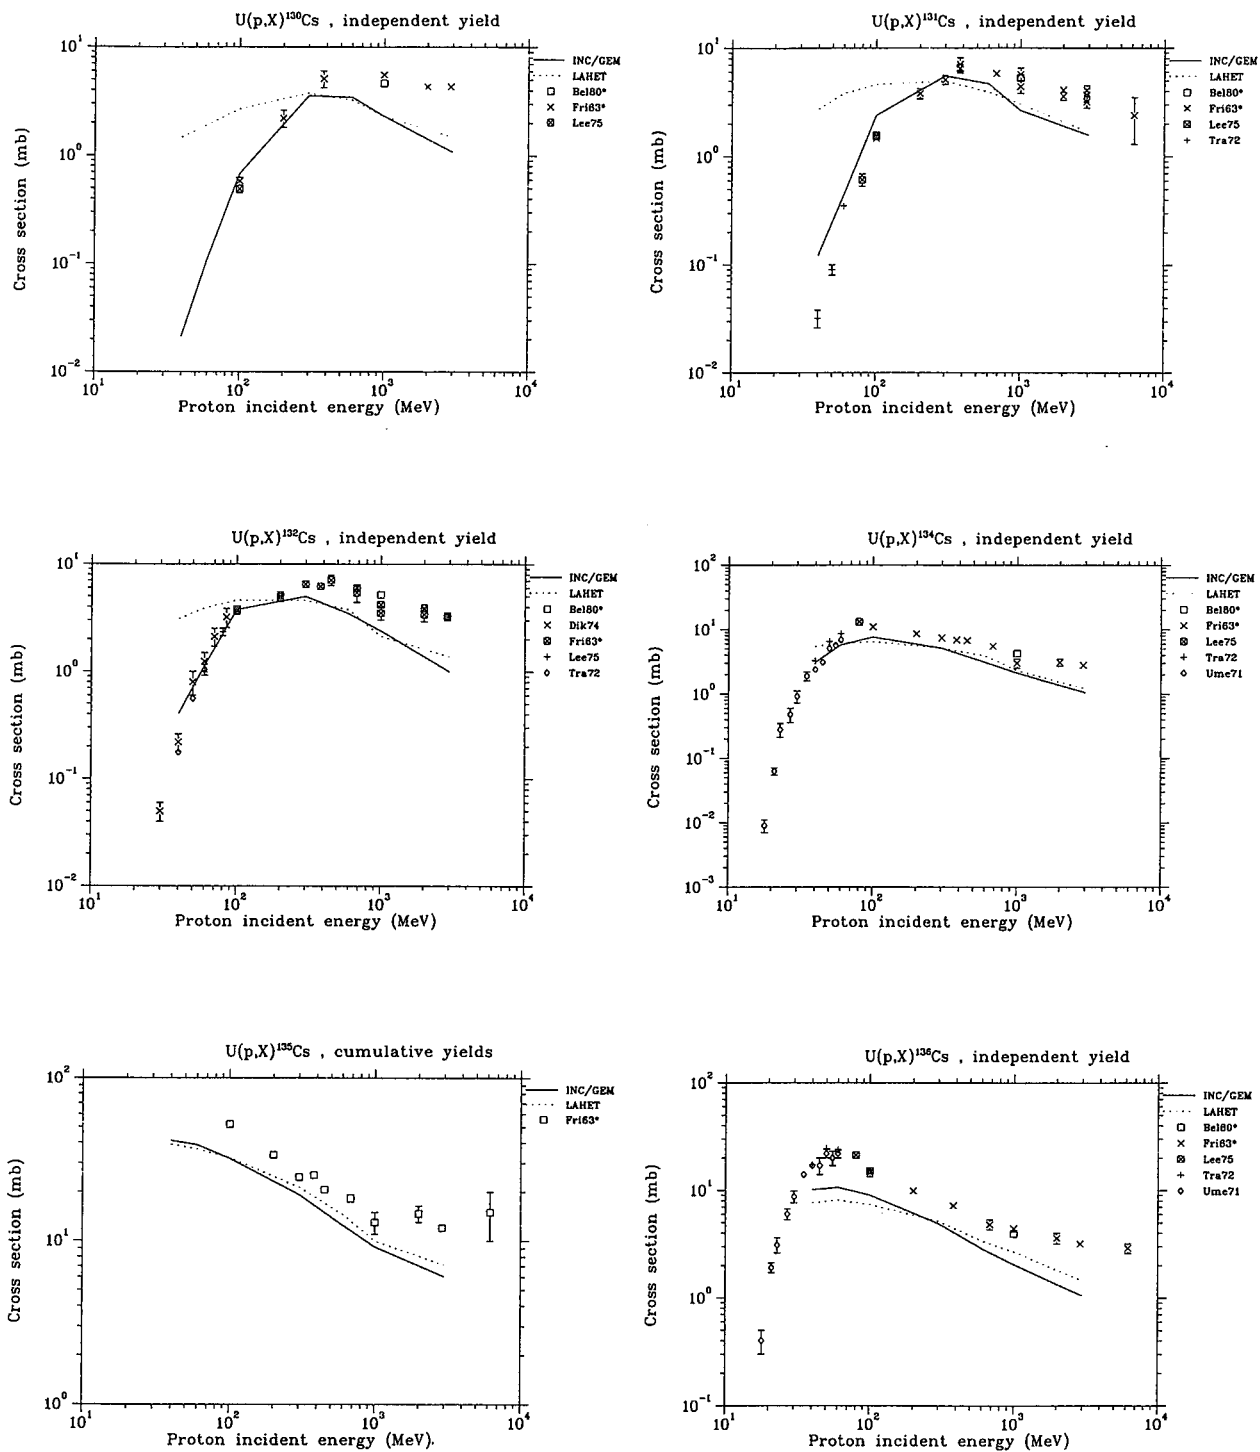 U(p,X)¹³⁰Cs , independent yield
INC/GEM
LAHET
Bel80*
Fri63*
Lee75
Cross section (mb)
10¹
10⁰
10⁻¹
10⁻²
10¹ 10² 10³ 10⁴
Proton incident energy (MeV)
U(p,X)¹³¹Cs , independent yield
INC/GEM
LAHET
Bel80*
Fri63*
Lee75
Tra72
Cross section (mb)
10¹
10⁰
10⁻¹
10⁻²
10¹ 10² 10³ 10⁴
Proton incident energy (MeV)
U(p,X)¹³²Cs , independent yield
INC/GEM
LAHET
Bel80*
Dik74
Fri63*
Lee75
Tra72
Cross section (mb)
10¹
10⁰
10⁻¹
10⁻²
10¹ 10² 10³ 10⁴
Proton incident energy (MeV)
U(p,X)¹³⁴Cs , independent yield
INC/GEM
LAHET
Bel80*
Fri63*
Lee75
Tra72
Ume71
Cross section (mb)
10²
10¹
10⁰
10⁻¹
10⁻²
10⁻³
10¹ 10² 10³ 10⁴
Proton incident energy (MeV)
U(p,X)¹³⁵Cs , cumulative yields
INC/GEM
LAHET
Fri63*
Cross section (mb)
10²
10¹
10⁰
10¹ 10² 10³ 10⁴
Proton incident energy (MeV).
U(p,X)¹³⁶Cs , independent yield
INC/GEM
LAHET
Bel80*
Fri63*
Lee75
Tra72
Ume71
Cross section (mb)
10²
10¹
10⁰
10⁻¹
10¹ 10² 10³ 10⁴
Proton incident energy (MeV)